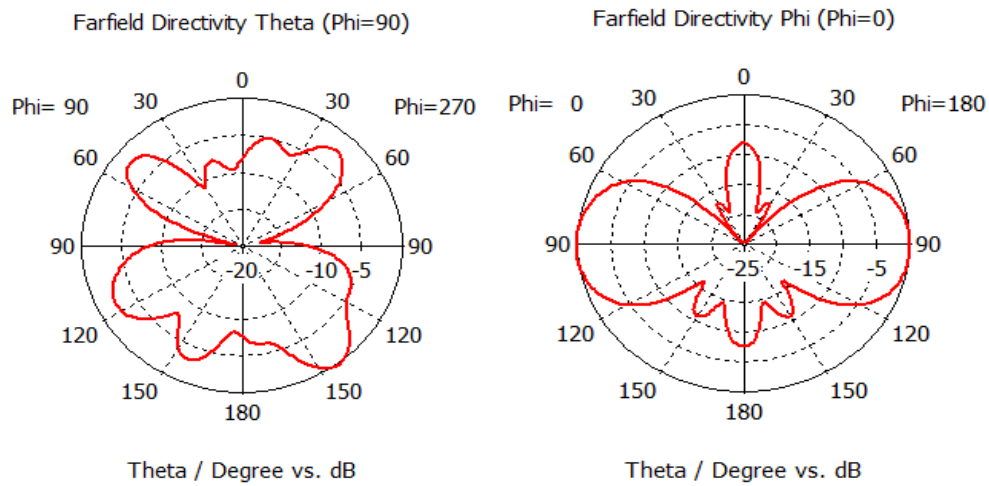 Farfield Directivity Theta (Phi=90)
0
Phi= 90 30 30 Phi=270
60 60
90 90
-20 -10 -5
120 120
150 150
180
Theta / Degree vs. dB
Farfield Directivity Phi (Phi=0)
0
Phi= 0 30 30 Phi=180
60 60
90 90
-25 -15 -5
120 120
150 150
180
Theta / Degree vs. dB